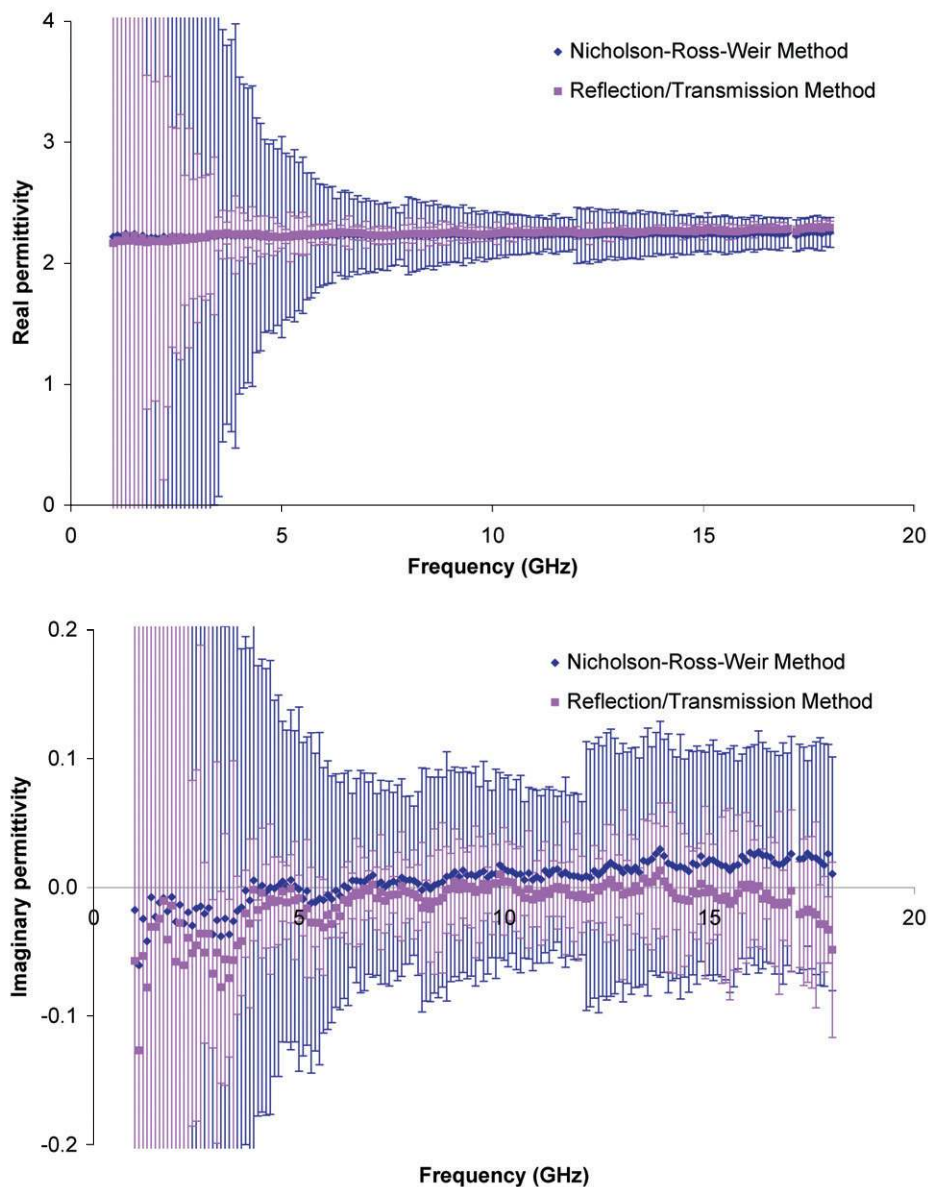 4
Nicholson-Ross-Weir Method
Reflection/Transmission Method
3
Real permittivity
2
1
0
0 5 10 15 20
Frequency (GHz)
0.2
Nicholson-Ross-Weir Method
Reflection/Transmission Method
0.1
Imaginary permittivity
0.0
0 5 10 15 20
-0.1
-0.2
Frequency (GHz)